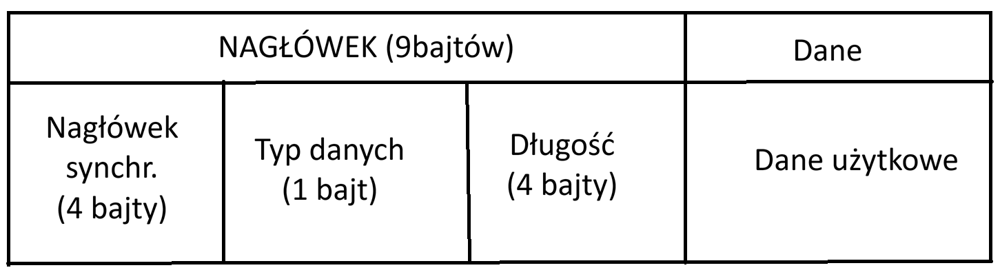 NAGŁÓWEK (9bajtów)
Dane
Nagłówek
synchr.
(4 bajty)
Typ danych
(1 bajt)
Długość
(4 bajty)
Dane użytkowe